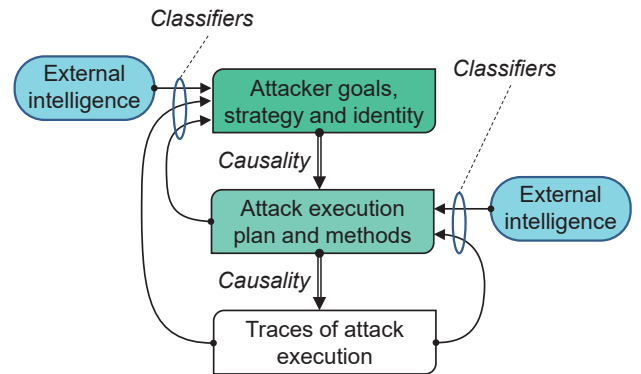 Classifiers
External
intelligence
Attacker goals,
strategy and identity
Classifiers
Causality
Attack execution
plan and methods
External
intelligence
Causality
Traces of attack
execution